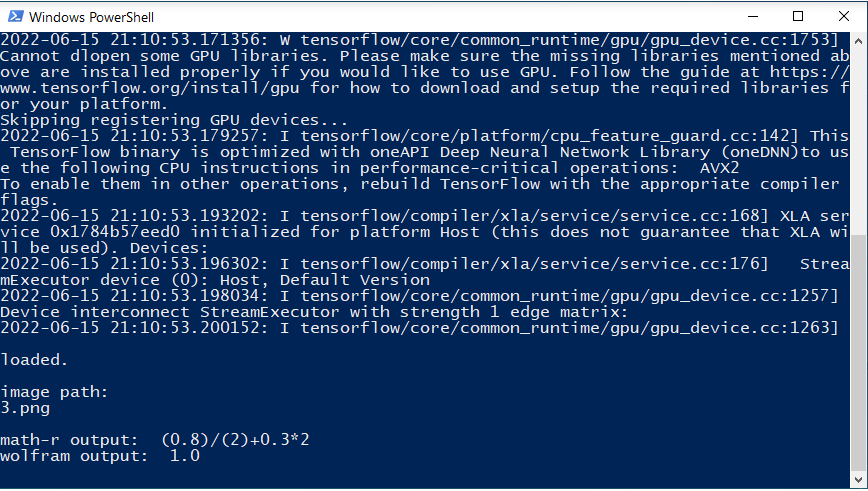 Windows PowerShell
2022-06-15 21:10:53.171356: W tensorflow/core/common_runtime/gpu/gpu_device.cc:1753]
Cannot dlopen some GPU libraries. Please make sure the missing libraries mentioned ab
ove are installed properly if you would like to use GPU. Follow the guide at https://
www.tensorflow.org/install/gpu for how to download and setup the required libraries f
or your platform.
Skipping registering GPU devices...
2022-06-15 21:10:53.179257: I tensorflow/core/platform/cpu_feature_guard.cc:142] This
 TensorFlow binary is optimized with oneAPI Deep Neural Network Library (oneDNN)to us
e the following CPU instructions in performance-critical operations:  AVX2
To enable them in other operations, rebuild TensorFlow with the appropriate compiler
flags.
2022-06-15 21:10:53.193202: I tensorflow/compiler/xla/service/service.cc:168] XLA ser
vice 0x1784b57eed0 initialized for platform Host (this does not guarantee that XLA wi
ll be used). Devices:
2022-06-15 21:10:53.196302: I tensorflow/compiler/xla/service/service.cc:176]   Strea
mExecutor device (0): Host, Default Version
2022-06-15 21:10:53.198034: I tensorflow/core/common_runtime/gpu/gpu_device.cc:1257]
Device interconnect StreamExecutor with strength 1 edge matrix:
2022-06-15 21:10:53.200152: I tensorflow/core/common_runtime/gpu/gpu_device.cc:1263]
loaded.
image path:
3.png
math-r output:  (0.8)/(2)+0.3*2
wolfram output:  1.0